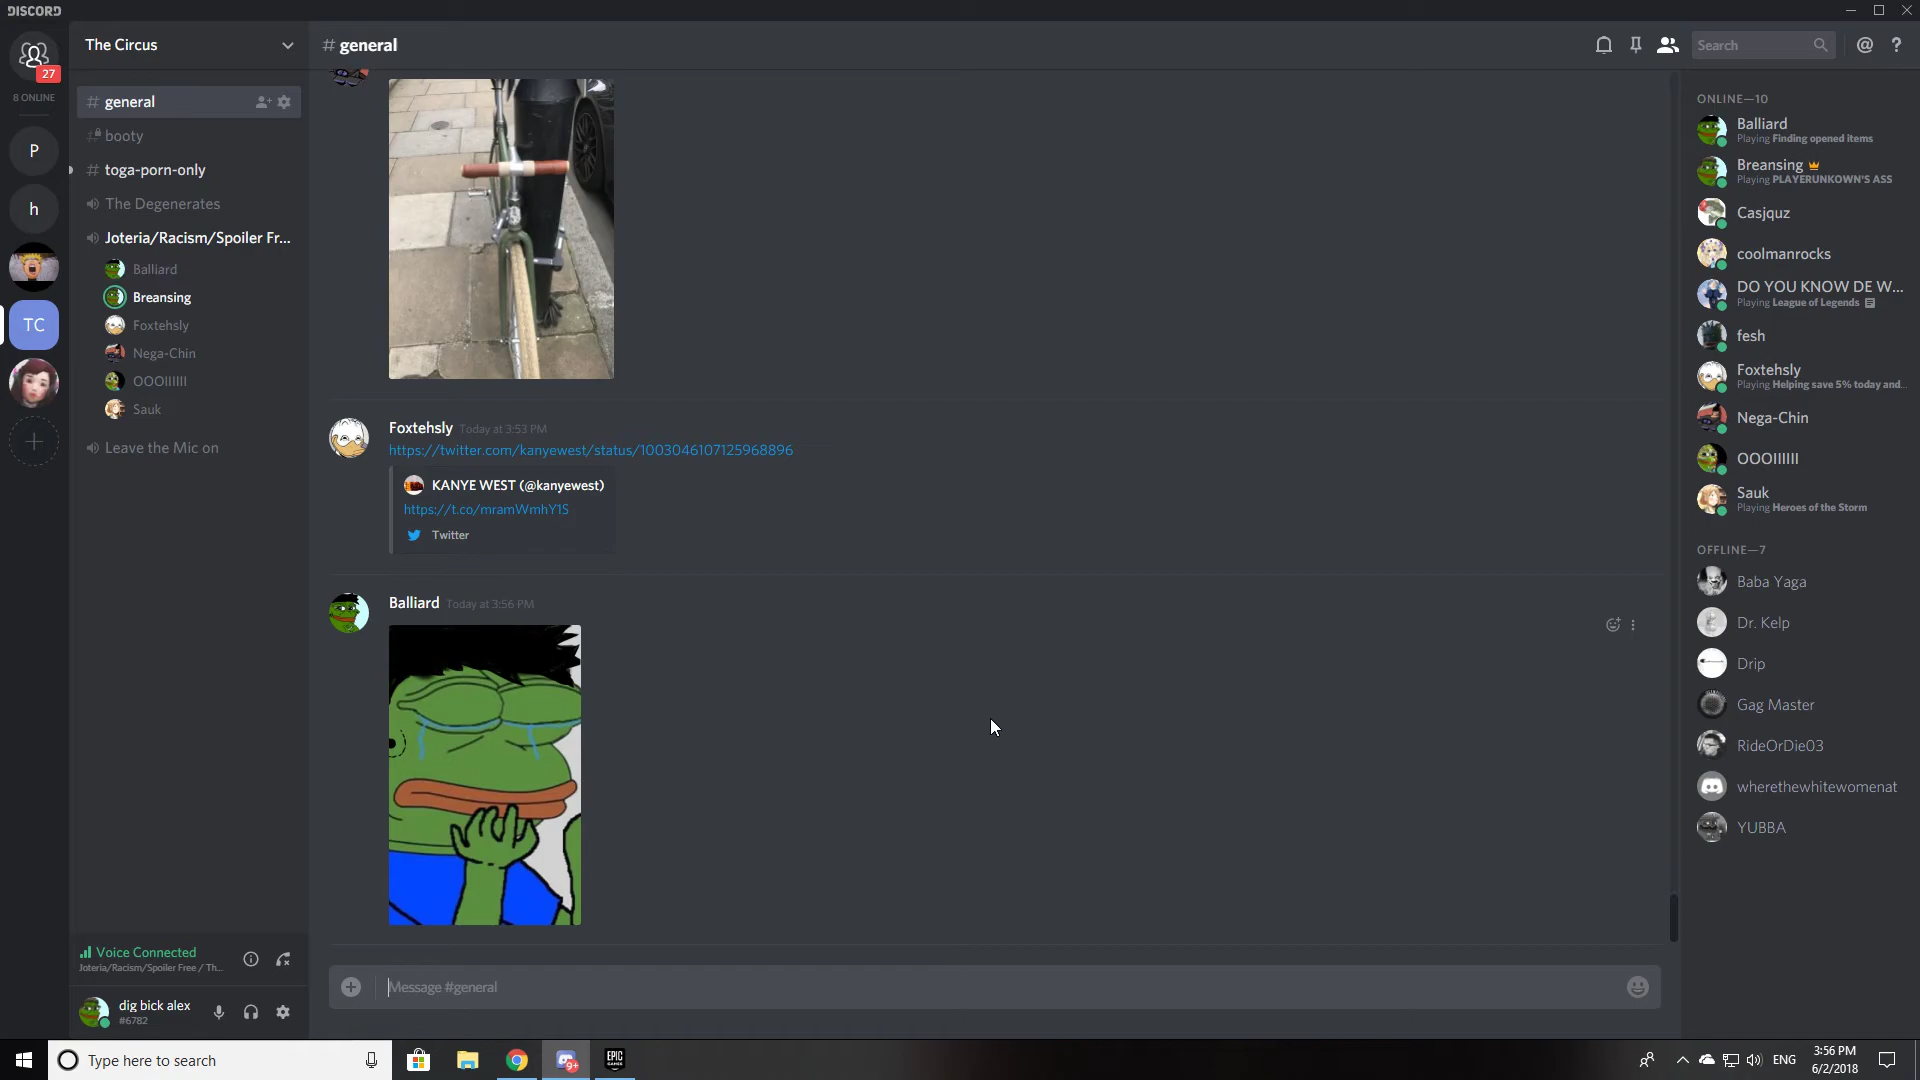 DISCORD
27
8 ONLINE
P
h
TC
The Circus
general
booty
toga-porn-only
The Degenerates
Joteria/Racism/Spoiler Fr...
Balliard
Breansing
Foxtehsly
Nega-Chin
OOOIIIIII
Sauk
Leave the Mic on
Voice Connected
Joteria/Racism/Spoiler Free / Th...
dig bick alex
#6782
# general
Search
Foxtehsly Today at 3:53 PM
https://twitter.com/kanyewest/status/1003046107125968896
KANYE WEST (@kanyewest)
https://t.co/mramWmhY1S
Twitter
Balliard Today at 3:56 PM
Message #general
ONLINE—10
Balliard
Playing Finding opened items
Breansing
Playing PLAYERUNKOWN'S ASS
Casjquz
coolmanrocks
DO YOU KNOW DE W...
Playing League of Legends
fesh
Foxtehsly
Playing Helping save 5% today and...
Nega-Chin
OOOIIIIII
Sauk
Playing Heroes of the Storm
OFFLINE—7
Baba Yaga
Dr. Kelp
Drip
Gag Master
RideOrDie03
wherethewhitewomenat
YUBBA
Type here to search
9+
EPIC
GAMES
ENG
3:56 PM
6/2/2018